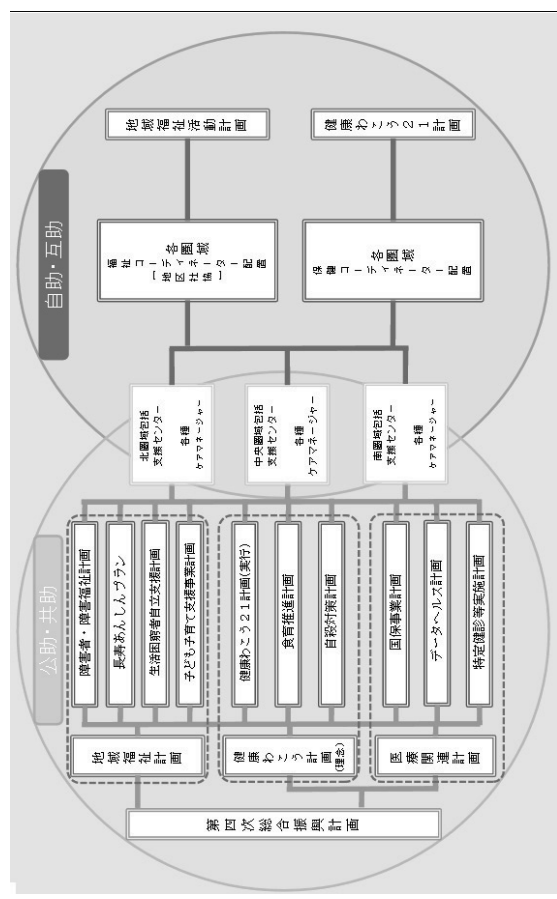 公助・共助
自助・互助
第四次総合振興計画
地域福祉計画
障害者・障害福祉計画
長寿あんしんプラン
生活困窮者自立支援計画
子ども子育て支援事業計画
健康わこう計画
(理念)
健康わこう21計画(実行)
食育推進計画
自殺対策計画
医療関連計画
国保事業計画
データヘルス計画
特定健診等実施計画
北圏域包括
支援センター
各種
ケアマネージャー
中央圏域包括
支援センター
各種
ケアマネージャー
南圏域包括
支援センター
各種
ケアマネージャー
各圏域
福祉コーディネーター配置
[地区社協]
各圏域
保健コーディネーター配置
地域福祉活動計画
健康わこう21計画